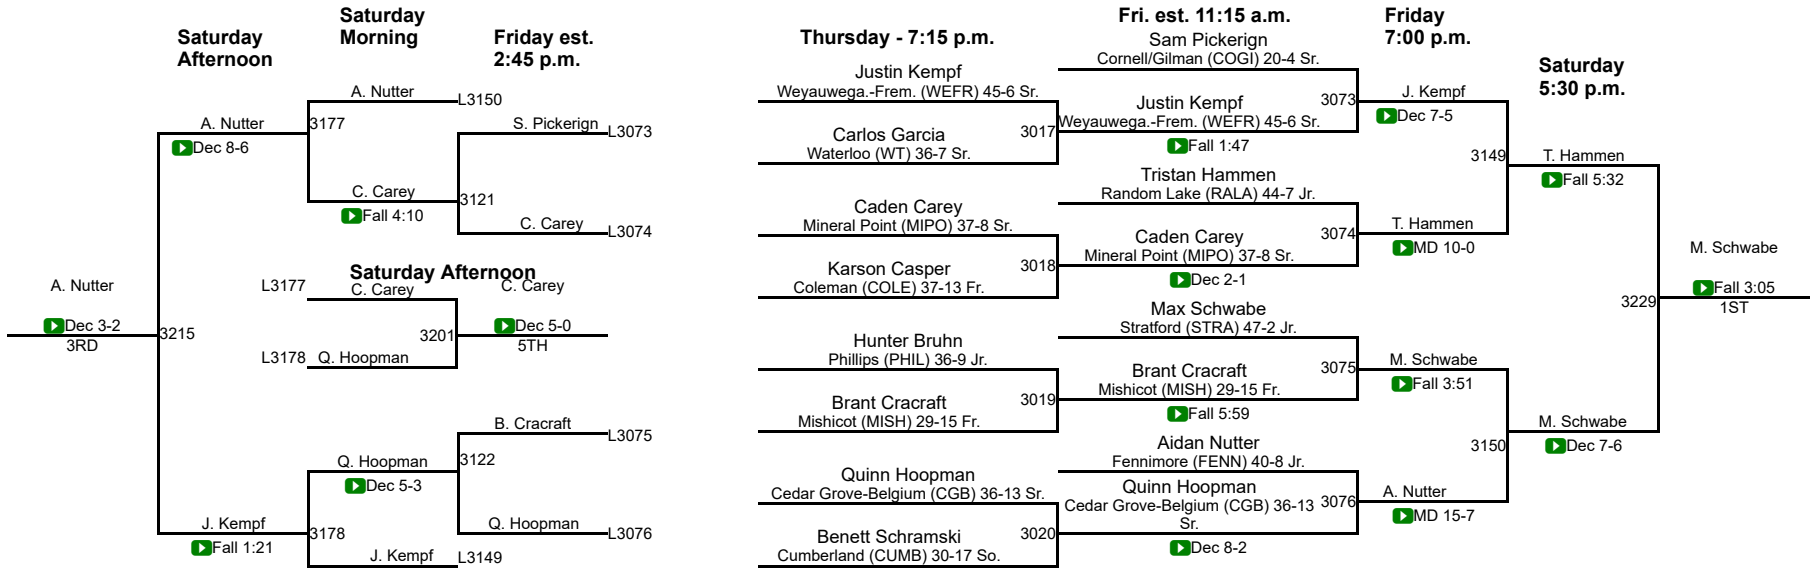 Saturday
Afternoon
Saturday
Morning
Friday est.
2:45 p.m.
A. Nutter
L3150
A. Nutter
Dec 8-6
3177
S. Pickerign
L3073
C. Carey
Fall 4:10
3121
C. Carey
L3074
Saturday Afternoon
A. Nutter
Dec 3-2
3RD
3215
L3177
C. Carey
C. Carey
3201
Dec 5-0
5TH
L3178
Q. Hoopman
B. Cracraft
L3075
Q. Hoopman
Dec 5-3
3122
J. Kempf
Fall 1:21
3178
Q. Hoopman
L3076
J. Kempf
L3149
Thursday - 7:15 p.m.
Justin Kempf
Weyauwega.-Frem. (WEFR) 45-6 Sr.
3017
Carlos Garcia
Waterloo (WT) 36-7 Sr.
Caden Carey
Mineral Point (MIPO) 37-8 Sr.
3018
Karson Casper
Coleman (COLE) 37-13 Fr.
Hunter Bruhn
Phillips (PHIL) 36-9 Jr.
3019
Brant Cracraft
Mishicot (MISH) 29-15 Fr.
Quinn Hoopman
Cedar Grove-Belgium (CGB) 36-13 Sr.
3020
Benett Schramski
Cumberland (CUMB) 30-17 So.
Fri. est. 11:15 a.m.
Sam Pickerign
Cornell/Gilman (COGI) 20-4 Sr.
3073
Justin Kempf
Weyauwega.-Frem. (WEFR) 45-6 Sr.
Fall 1:47
Tristan Hammen
Random Lake (RALA) 44-7 Jr.
3074
Caden Carey
Mineral Point (MIPO) 37-8 Sr.
Dec 2-1
Max Schwabe
Stratford (STRA) 47-2 Jr.
3075
Brant Cracraft
Mishicot (MISH) 29-15 Fr.
Fall 5:59
Aidan Nutter
Fennimore (FENN) 40-8 Jr.
3076
Quinn Hoopman
Cedar Grove-Belgium (CGB) 36-13
Sr.
Dec 8-2
Friday
7:00 p.m.
J. Kempf
Dec 7-5
3149
T. Hammen
MD 10-0
M. Schwabe
Fall 3:51
3150
A. Nutter
MD 15-7
Saturday
5:30 p.m.
T. Hammen
Fall 5:32
3229
M. Schwabe
Dec 7-6
M. Schwabe
Fall 3:05
1ST